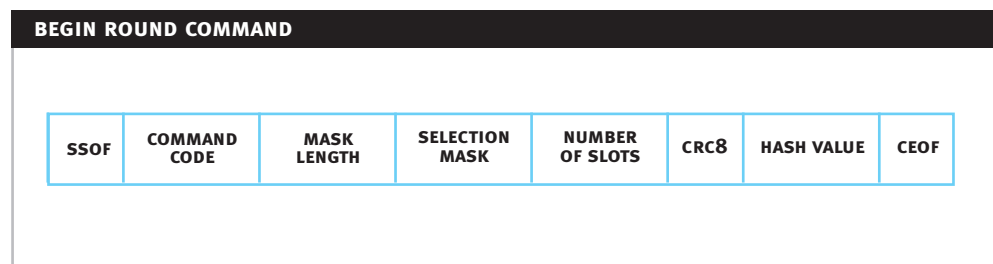 BEGIN ROUND COMMAND
SSOF
COMMAND
CODE
MASK
LENGTH
SELECTION
MASK
NUMBER
OF SLOTS
CRC8
HASH VALUE
CEOF